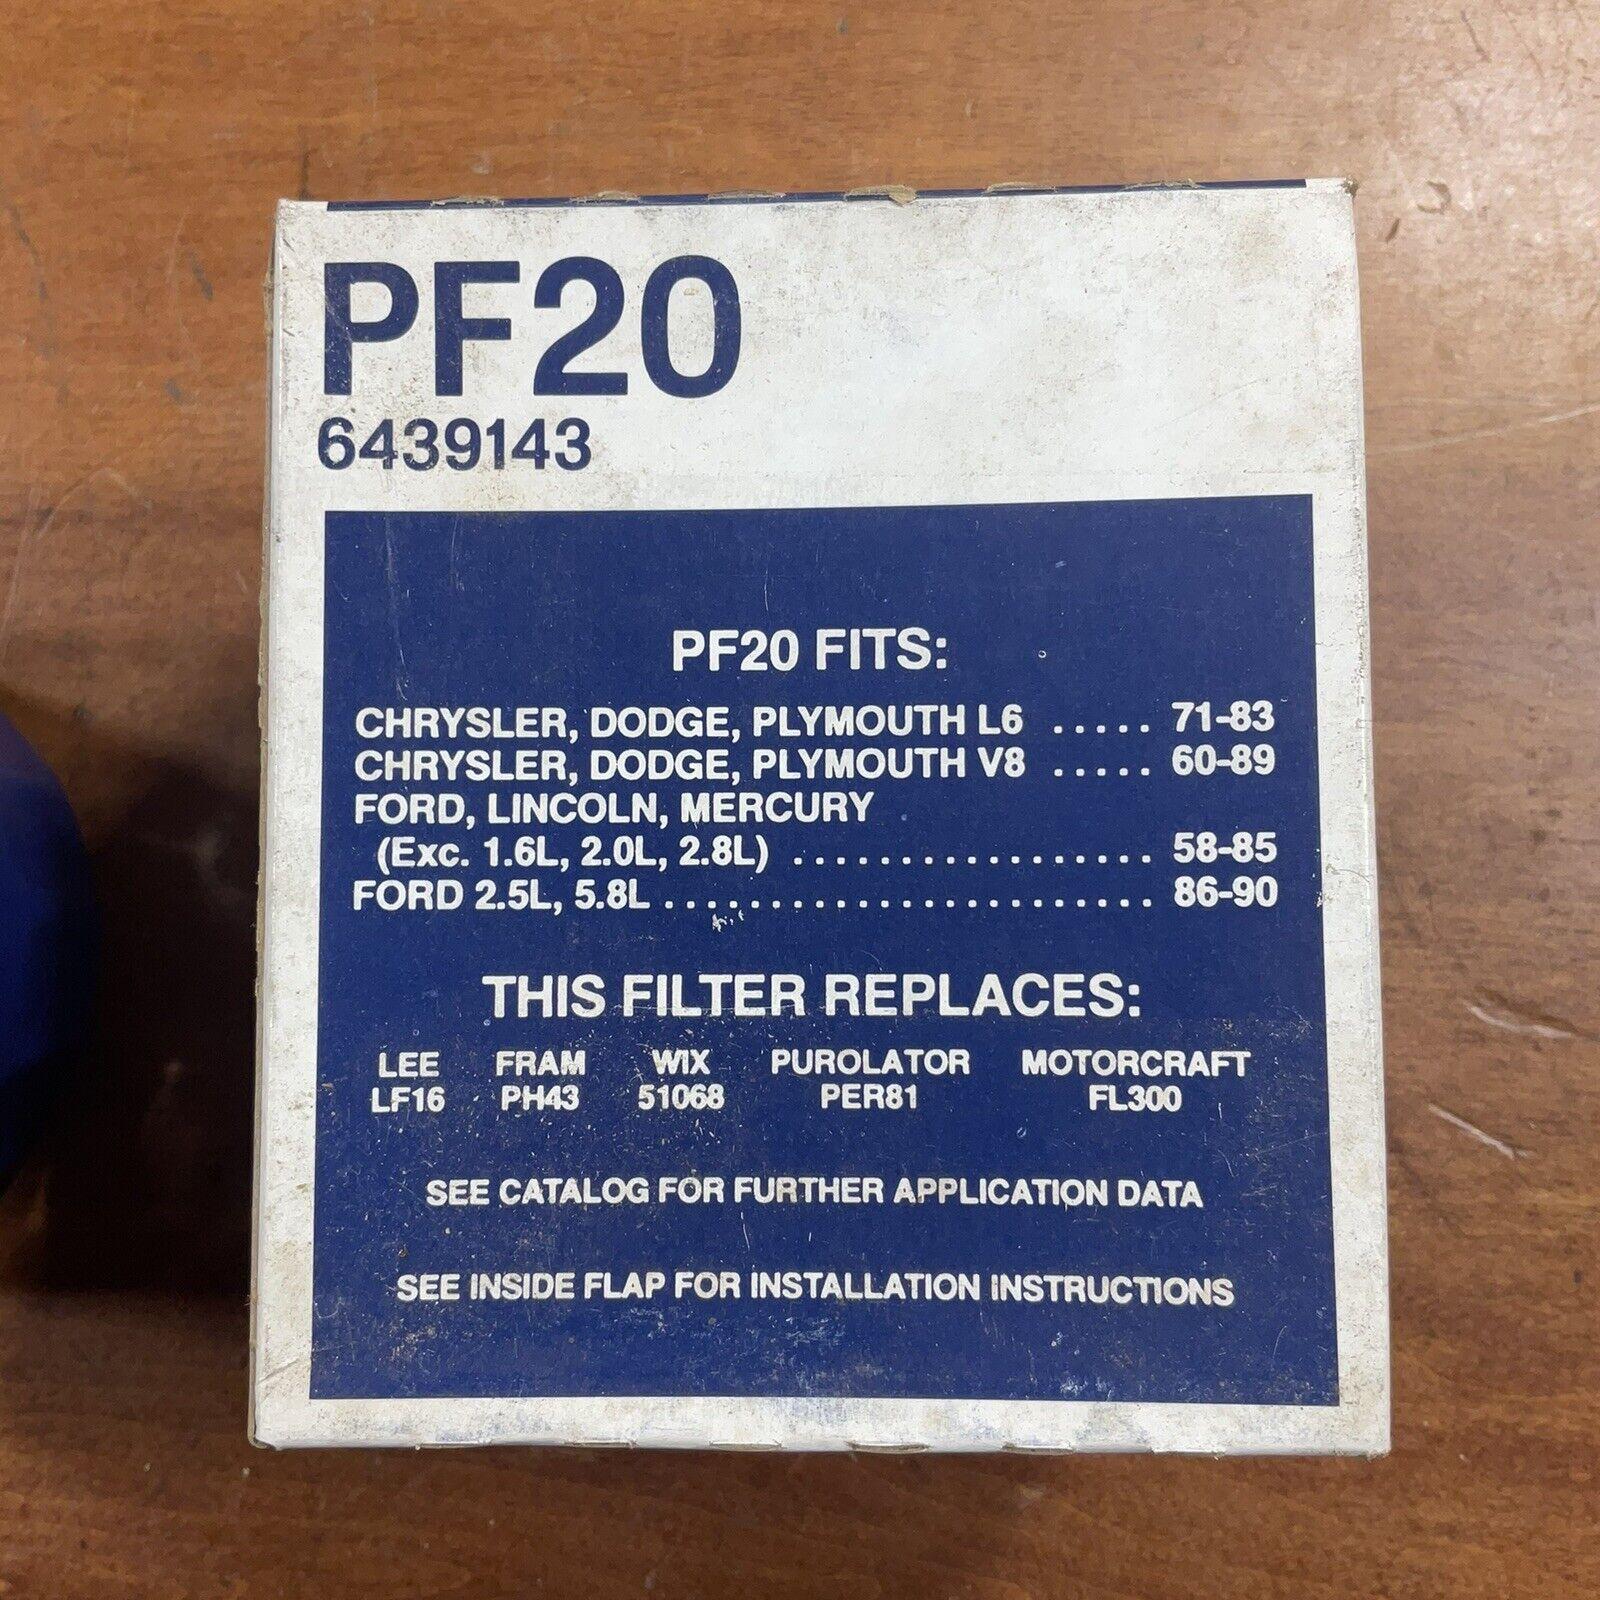 PF20
6439143
PF20 FITS:
CHRYSLER, DODGE, PLYMOUTH L6 ..... 71-83
CHRYSLER, DODGE, PLYMOUTH V8 ..... 60-89
FORD, LINCOLN, MERCURY
(Exc. 1.6L, 2.0L, 2.8L) ................. 58-85
FORD 2.5L, 5.8L ....................... 86-90
THIS FILTER REPLACES:
LEE FRAM WIX PUROLATOR MOTORCRAFT
LF16 PH43 51068 PER81 FL300
SEE CATALOG FOR FURTHER APPLICATION DATA
SEE INSIDE FLAP FOR INSTALLATION INSTRUCTIONS